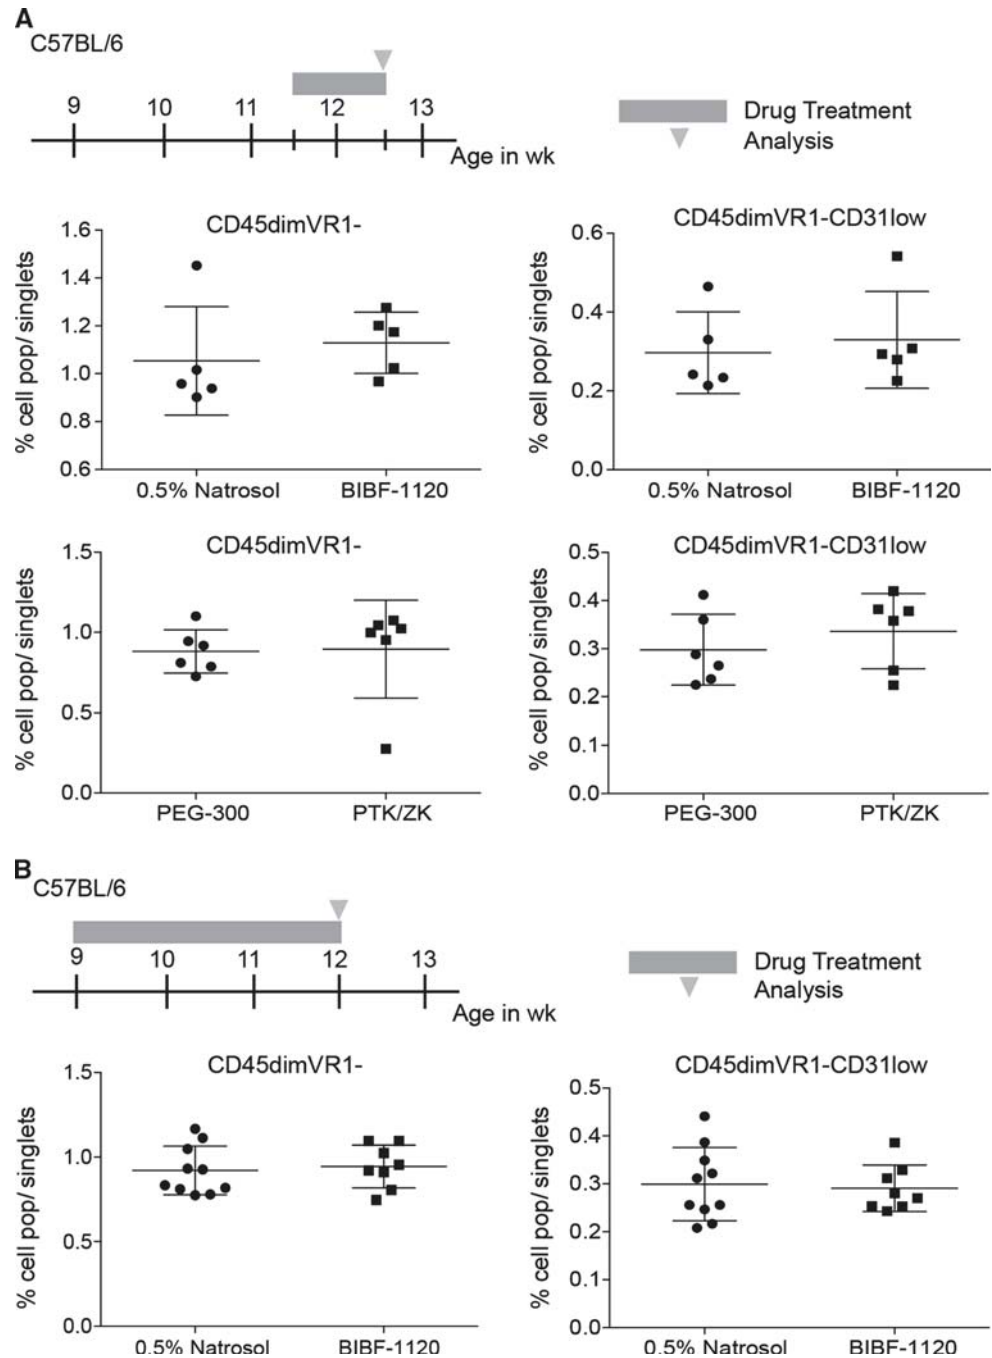 A
C57BL/6
9 10 11 12 13
Age in wk
Drug Treatment
Analysis
CD45dimVR1-
% cell pop/ singlets
1.6
1.4
1.2
1.0
0.8
0.6
0.5% Natrosol BIBF-1120
CD45dimVR1-CD31low
% cell pop/ singlets
0.6
0.4
0.2
0.0
0.5% Natrosol BIBF-1120
CD45dimVR1-
% cell pop/ singlets
1.5
1.0
0.5
0.0
PEG-300 PTK/ZK
CD45dimVR1-CD31low
% cell pop/ singlets
0.5
0.4
0.3
0.2
0.1
0.0
PEG-300 PTK/ZK
B
C57BL/6
9 10 11 12 13
Age in wk
Drug Treatment
Analysis
CD45dimVR1-
% cell pop/ singlets
1.5
1.0
0.5
0.0
0.5% Natrosol BIBF-1120
CD45dimVR1-CD31low
% cell pop/ singlets
0.5
0.4
0.3
0.2
0.1
0.0
0.5% Natrosol BIBF-1120